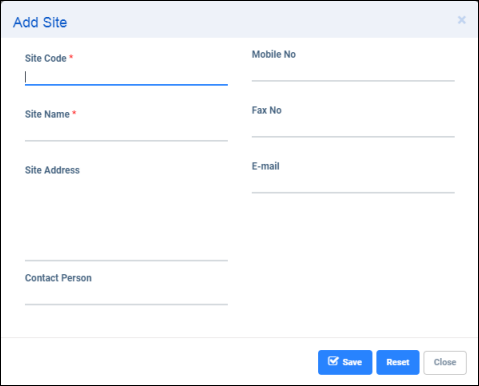 Add Site
×
Site Code *
Site Name *
Site Address
Contact Person
Mobile No
Fax No
E-mail
Save
Reset
Close